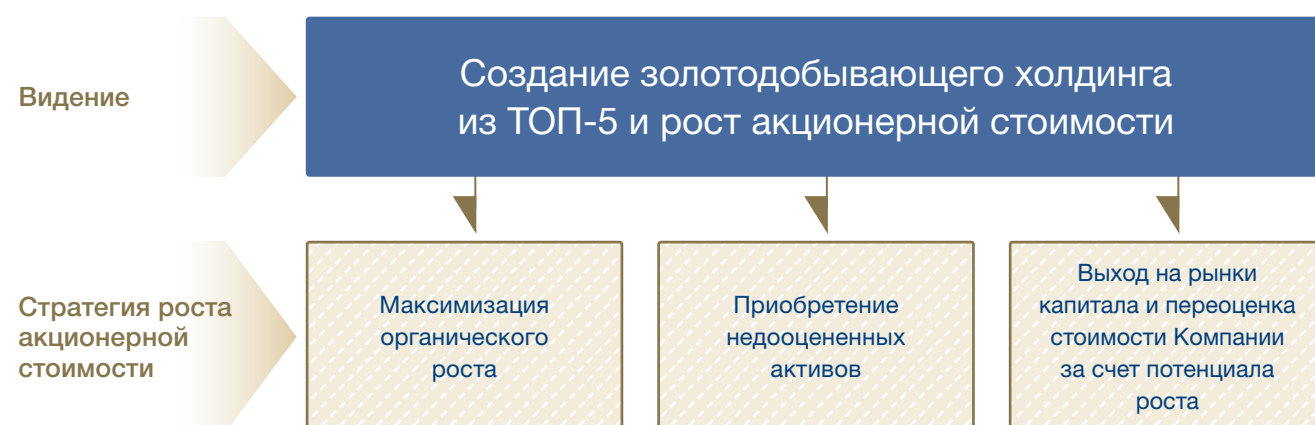 Видение
Создание золотодобывающего холдинга
из ТОП-5 и рост акционерной стоимости
Стратегия роста
акционерной
стоимости
Максимизация
органического
роста
Приобретение
недооцененных
активов
Выход на рынки
капитала и переоценка
стоимости Компании
за счет потенциала
роста